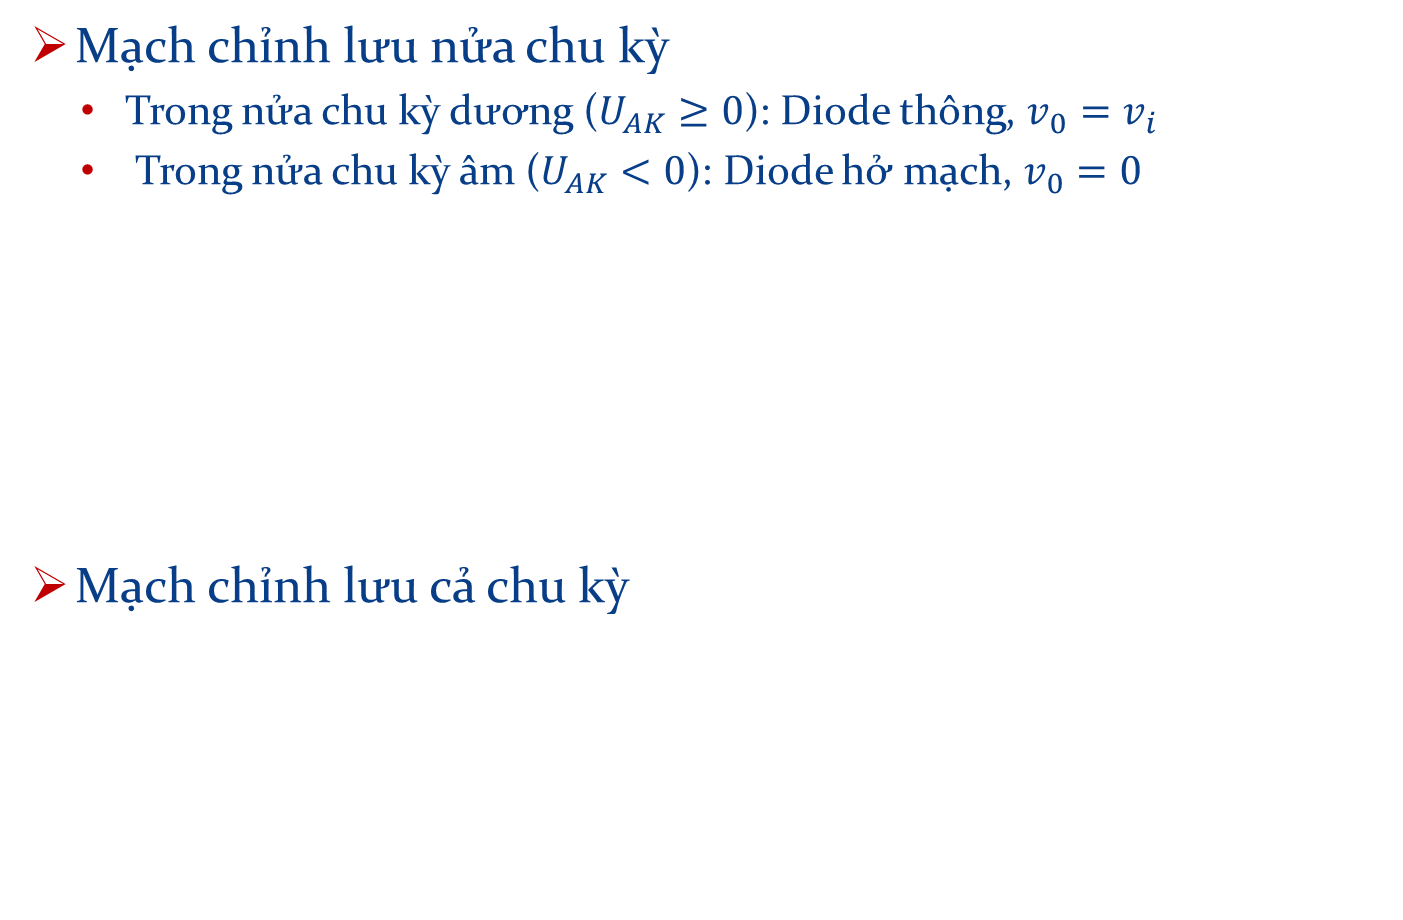 ➢ Mạch chỉnh lưu nửa chu kỳ
• Trong nửa chu kỳ dương (U_AK ≥ 0): Diode thông, v_0 = v_i
• Trong nửa chu kỳ âm (U_AK < 0): Diode hở mạch, v_0 = 0
➢ Mạch chỉnh lưu cả chu kỳ